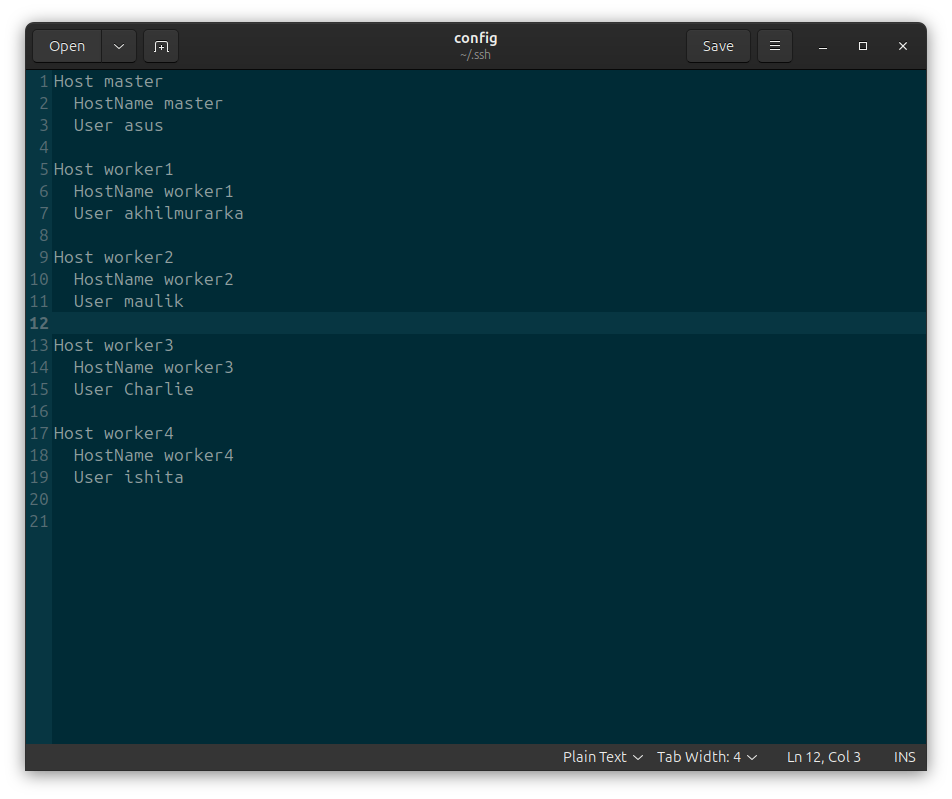 Open
config
~/.ssh
Save
1 Host master
2   HostName master
3   User asus
4
5 Host worker1
6   HostName worker1
7   User akhilmurarka
8
9 Host worker2
10   HostName worker2
11   User maulik
12
13 Host worker3
14   HostName worker3
15   User Charlie
16
17 Host worker4
18   HostName worker4
19   User ishita
20
21
Plain Text Tab Width: 4 Ln 12, Col 3 INS